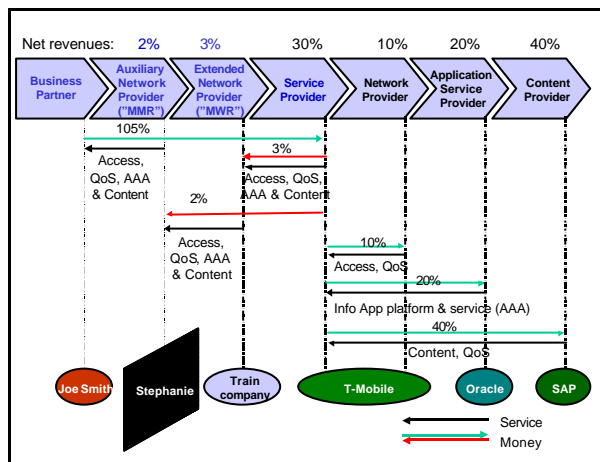 Net revenues: 2% 3% 30% 10% 20% 40%
Business
Partner
Auxiliary
Network
Provider
("MMR")
Extended
Network
Provider
("MWR")
Service
Provider
Network
Provider
Application
Service
Provider
Content
Provider
105%
Access,
QoS, AAA
& Content
3%
Access, QoS,
AAA & Content
2%
Access,
QoS, AAA
& Content
10%
Access, QoS
20%
Info App platform & service (AAA)
40%
Content, QoS
Joe Smith
Stephanie
Train
company
T-Mobile
Oracle
SAP
Service
Money